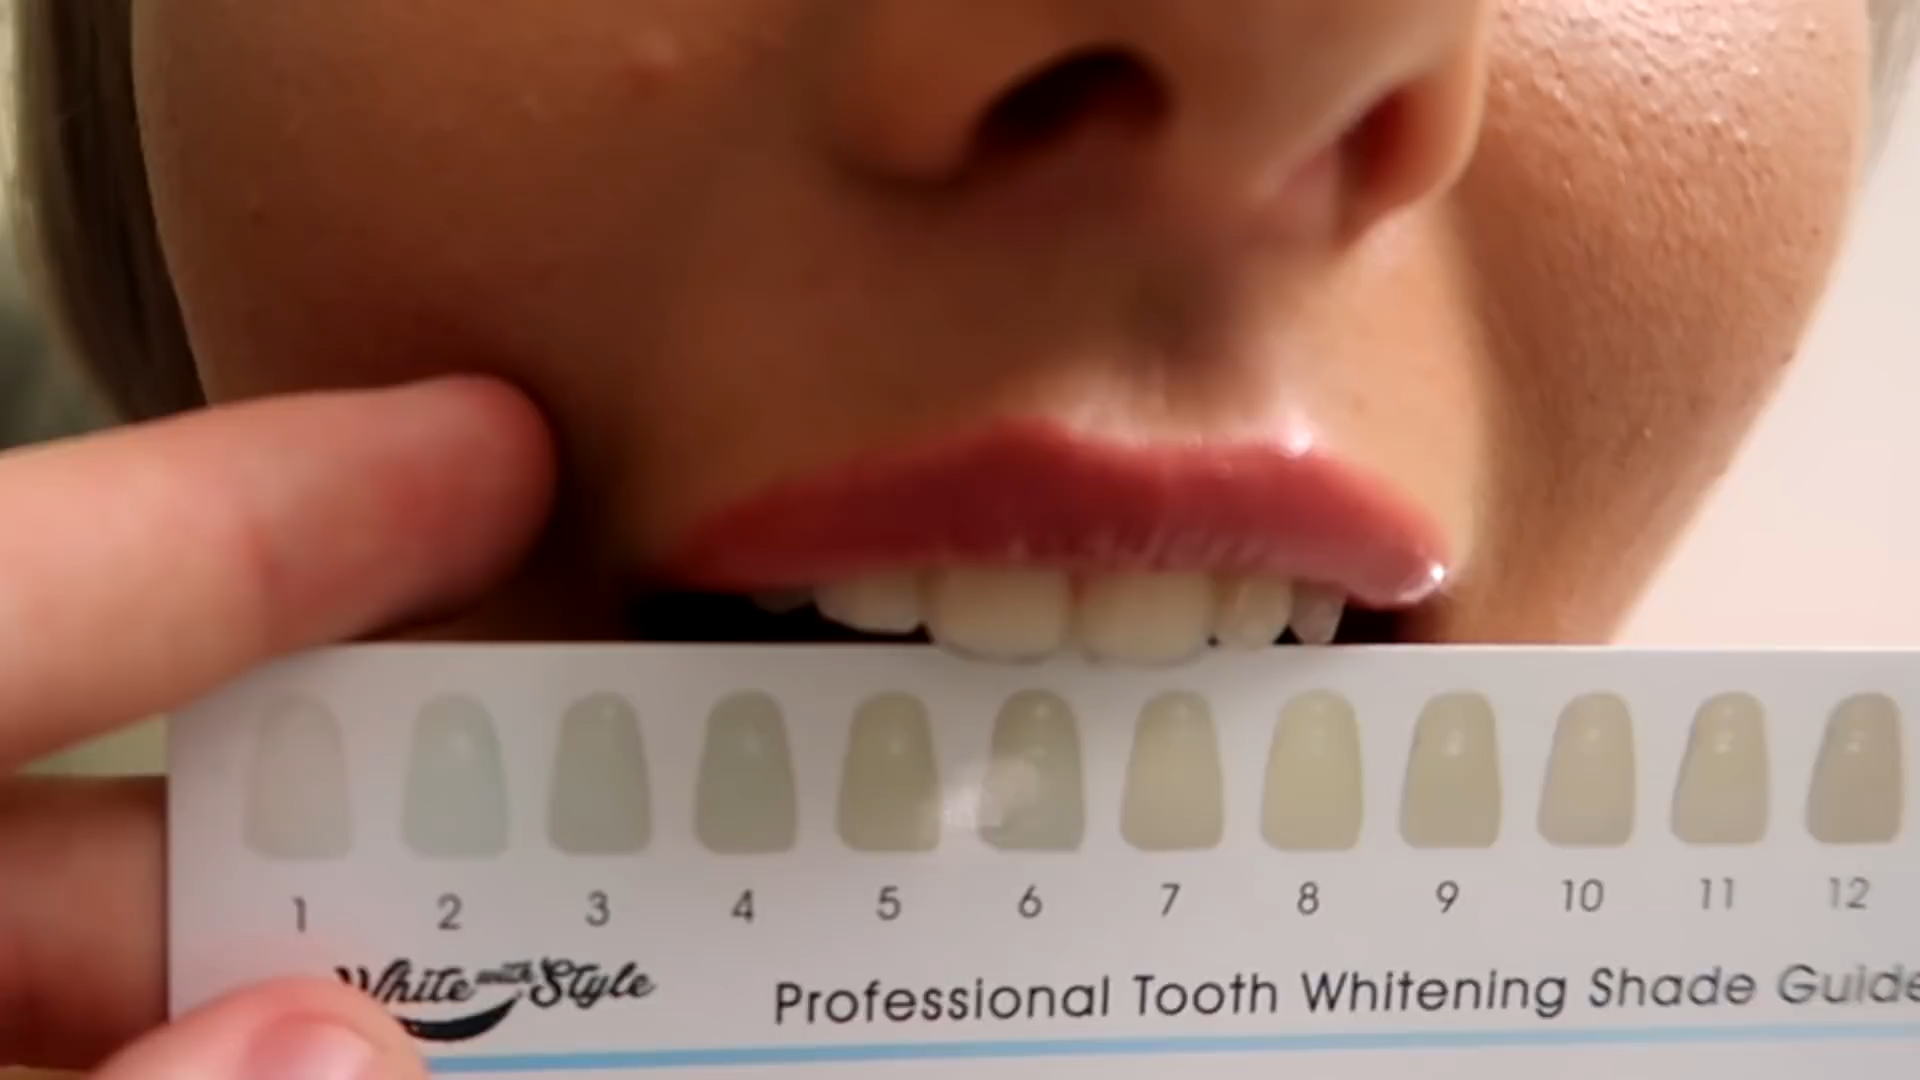 1 2 3 4 5 6 7 8 9 10 11 12
White with Style
Professional Tooth Whitening Shade Guide